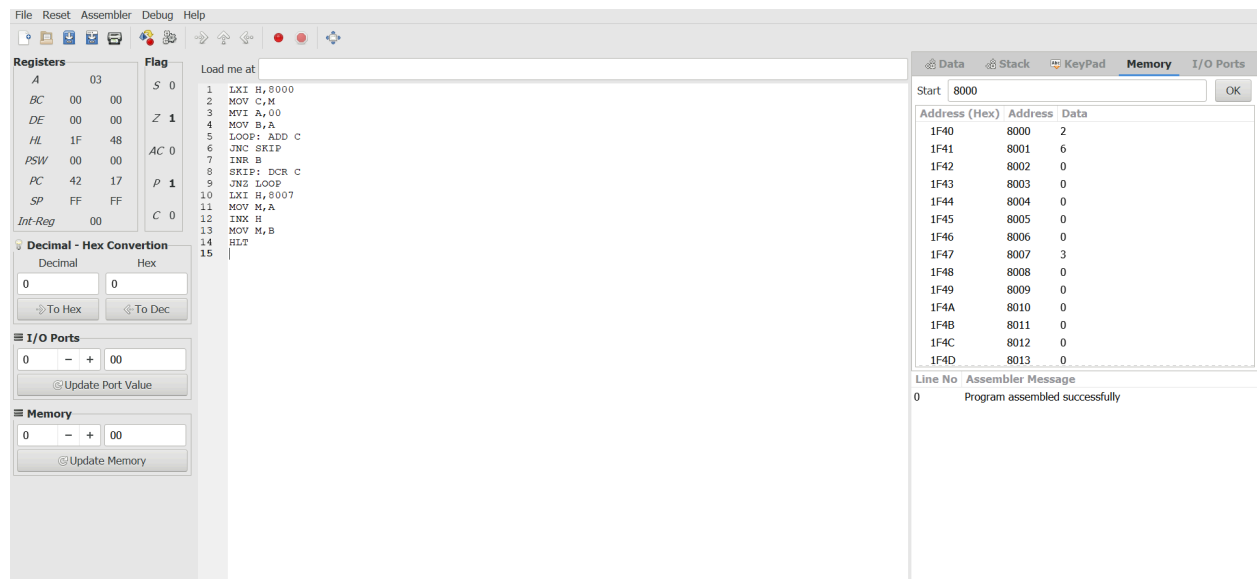 File Reset Assembler Debug Help
Registers
A 03
BC 00 00
DE 00 00
HL 1F 48
PSW 00 00
PC 42 17
SP FF FF
Int-Reg 00
Flag
S 0
Z 1
AC 0
P 1
C 0
Decimal - Hex Convertion
Decimal Hex
0 0
To Hex To Dec
I/O Ports
0 − + 00
Update Port Value
Memory
0 − + 00
Update Memory
Load me at
1 LXI H,8000
2 MOV C,M
3 MVI A,00
4 MOV B,A
5 LOOP: ADD C
6 JNC SKIP
7 INR B
8 SKIP: DCR C
9 JNZ LOOP
10 LXI H,8007
11 MOV M,A
12 INX H
13 MOV M,B
14 HLT
15
Data Stack KeyPad Memory I/O Ports
Start 8000 OK
Address (Hex) Address Data
1F40 8000 2
1F41 8001 6
1F42 8002 0
1F43 8003 0
1F44 8004 0
1F45 8005 0
1F46 8006 0
1F47 8007 3
1F48 8008 0
1F49 8009 0
1F4A 8010 0
1F4B 8011 0
1F4C 8012 0
1F4D 8013 0
Line No Assembler Message
0 Program assembled successfully